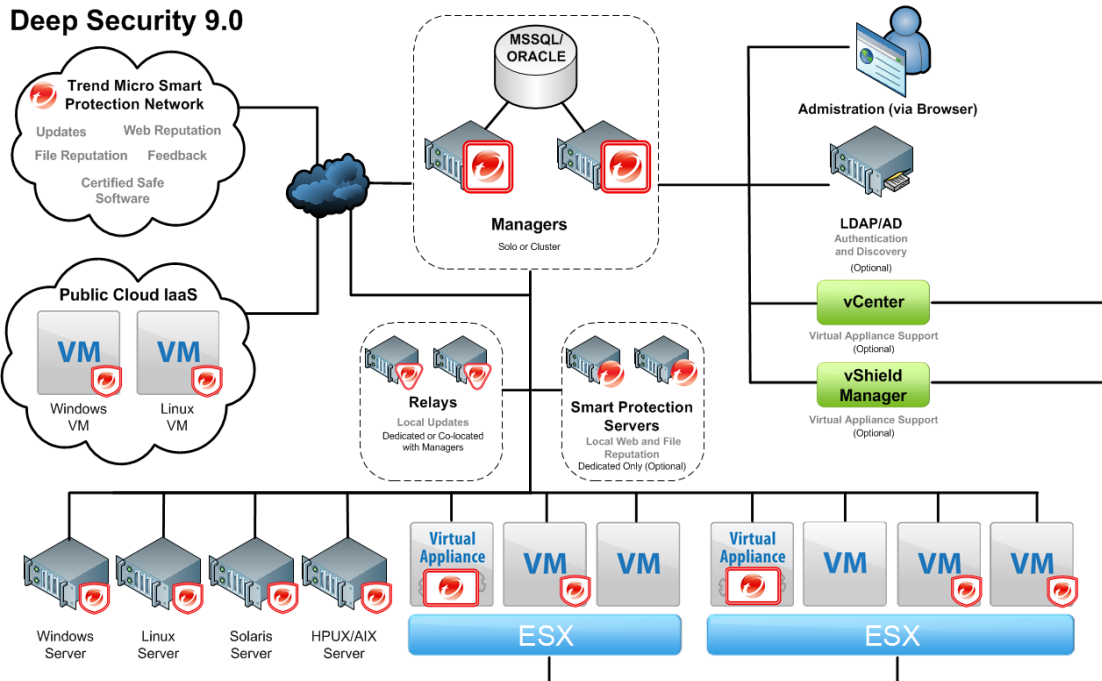 Deep Security 9.0
Trend Micro Smart
Protection Network
Updates
Web Reputation
File Reputation
Feedback
Certified Safe
Software
MSSQL/
ORACLE
Managers
Solo or Cluster
Admistration (via Browser)
LDAP/AD
Authentication
and Discovery
(Optional)
Public Cloud IaaS
VM
VM
Windows
VM
Linux
VM
vCenter
Virtual Appliance Support
(Optional)
vShield
Manager
Virtual Appliance Support
(Optional)
Relays
Local Updates
Dedicated or Co-located
with Managers
Smart Protection
Servers
Local Web and File
Reputation
Dedicated Only (Optional)
Windows
Server
Linux
Server
Solaris
Server
HPUX/AIX
Server
Virtual
Appliance
VM
VM
ESX
Virtual
Appliance
VM
VM
VM
ESX